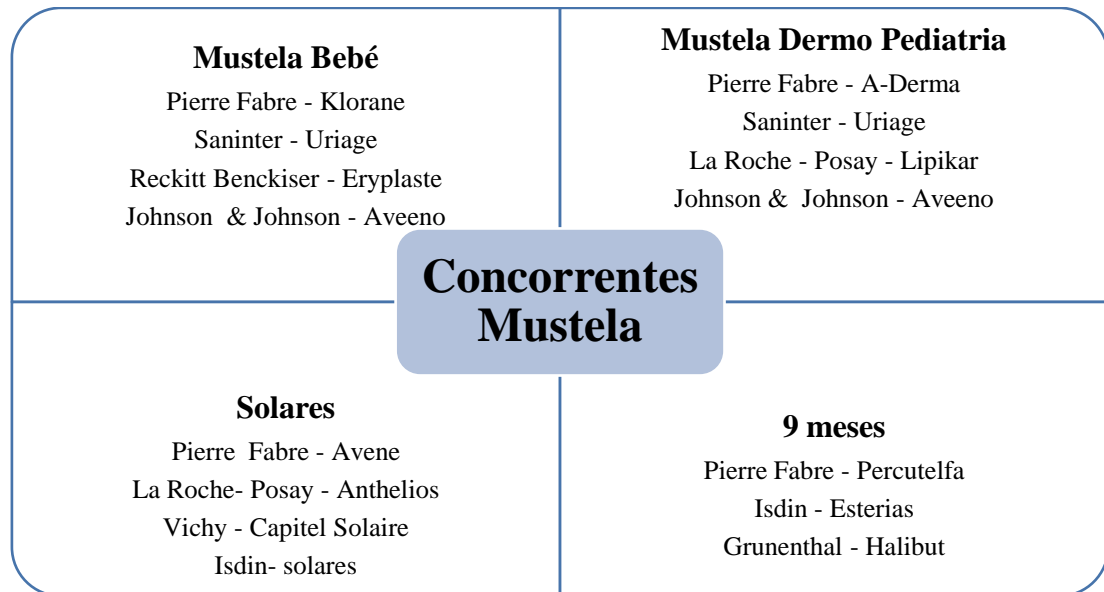 Mustela Bebé
Pierre Fabre - Klorane
Saninter - Uriage
Reckitt Benckiser - Eryplaste
Johnson & Johnson - Aveeno
Mustela Dermo Pediatria
Pierre Fabre - A-Derma
Saninter - Uriage
La Roche - Posay - Lipikar
Johnson & Johnson - Aveeno
Concorrentes
Mustela
Solares
Pierre Fabre - Avene
La Roche- Posay - Anthelios
Vichy - Capitel Solaire
Isdin- solares
9 meses
Pierre Fabre - Percutelfa
Isdin - Esterias
Grunenthal - Halibut